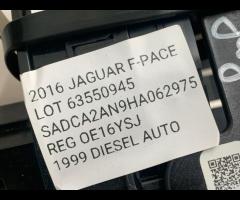 2016 JAGUAR F-PACE
LOT 63550945
SADCA2AN9HA062975
REG OE16YSJ
1999 DIESEL AUTO